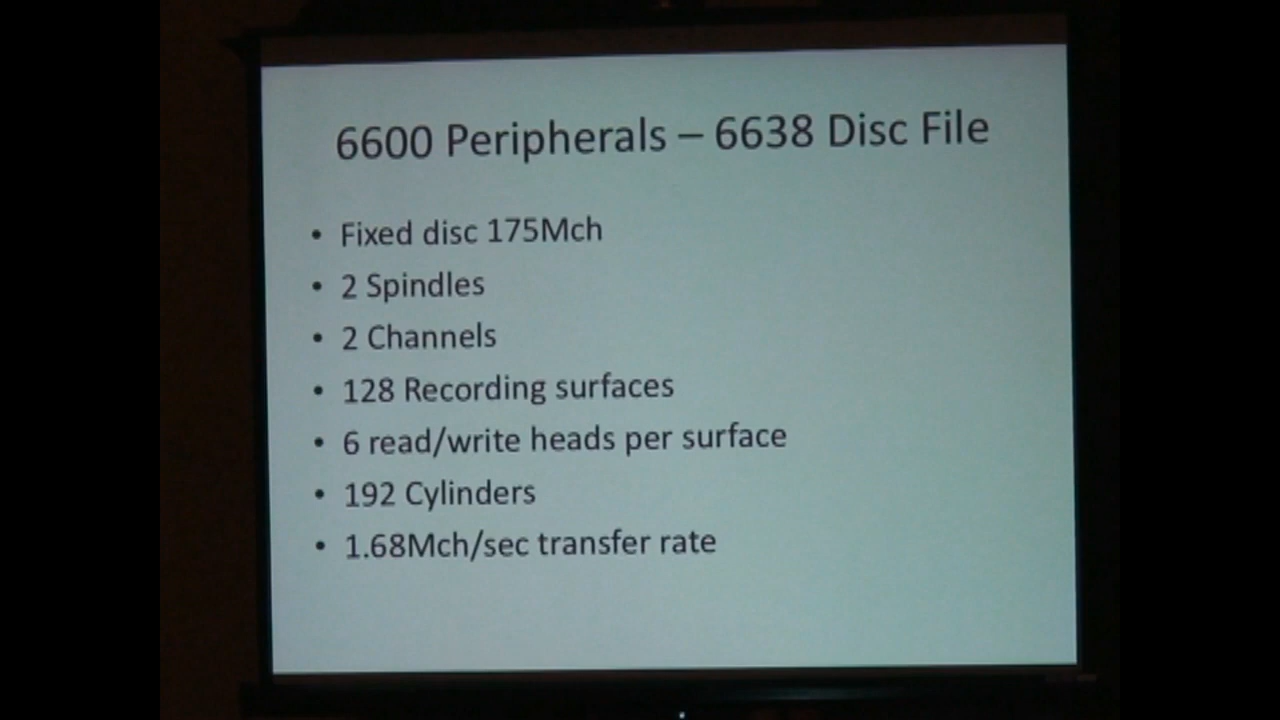 6600 Peripherals – 6638 Disc File
• Fixed disc 175Mch
• 2 Spindles
• 2 Channels
• 128 Recording surfaces
• 6 read/write heads per surface
• 192 Cylinders
• 1.68Mch/sec transfer rate